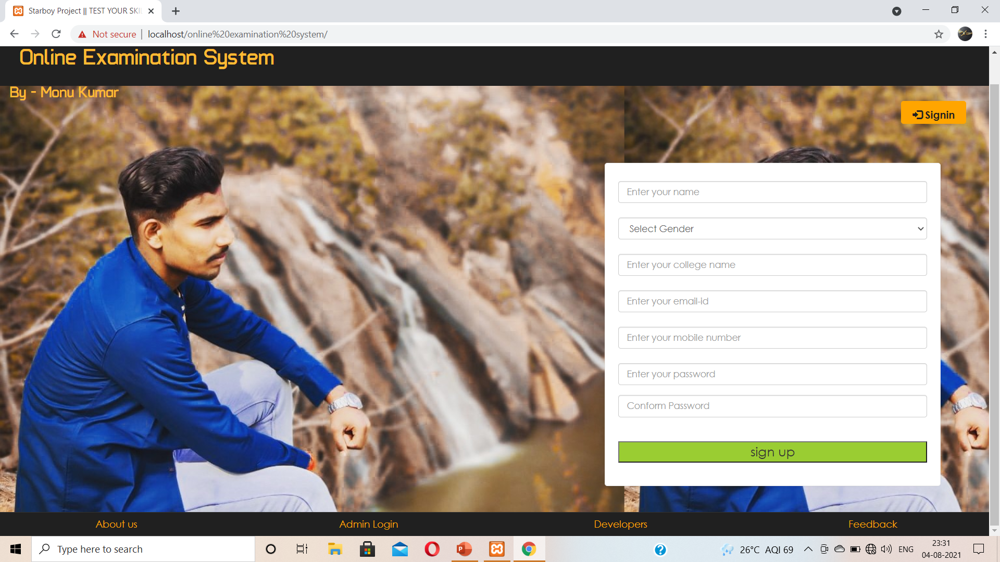 Starboy Project || TEST YOUR SKI
Not secure | localhost/online%20examination%20system/
Online Examination System
By - Monu Kumar
Signin
Enter your name
Select Gender
Enter your college name
Enter your email-id
Enter your mobile number
Enter your password
Conform Password
sign up
About us
Admin Login
Developers
Feedback
Type here to search
P
26°C AQI 69
ENG
23:31
04-08-2021